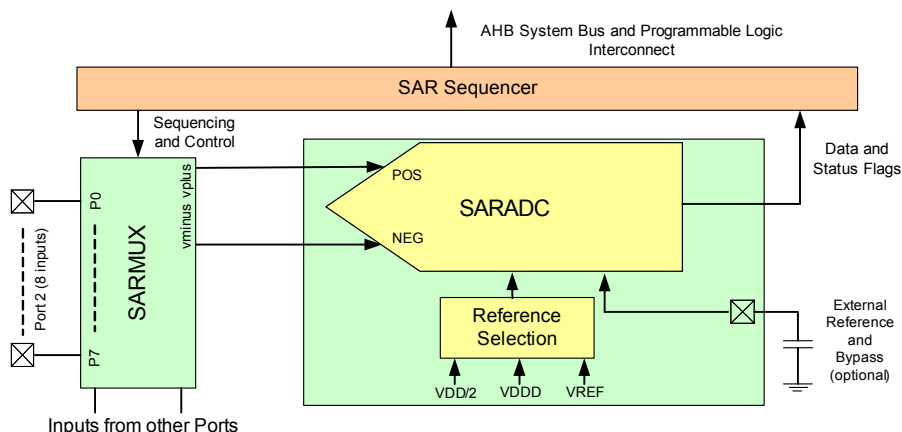 AHB System Bus and Programmable Logic
Interconnect
SAR Sequencer
Sequencing
and Control
Data and
Status Flags
vminus vplus
POS
NEG
SARADC
P0
Port 2 (8 inputs)
P7
SARMUX
Reference
Selection
VDD/2
VDDD
VREF
External
Reference
and
Bypass
(optional)
Inputs from other Ports